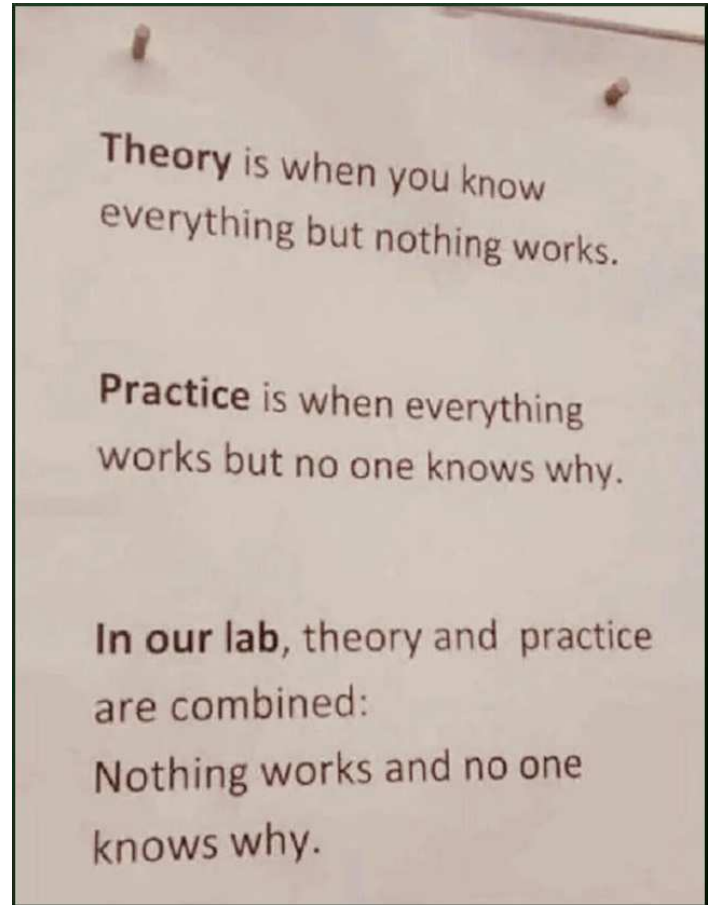 Theory is when you know
everything but nothing works.
Practice is when everything
works but no one knows why.
In our lab, theory and practice
are combined:
Nothing works and no one
knows why.